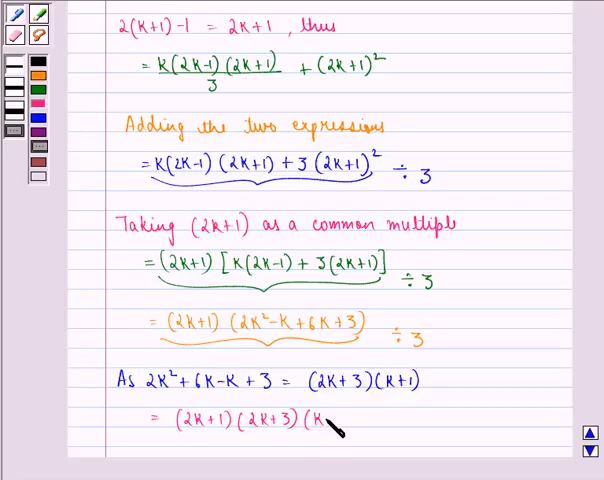 2(K+1)-1 = 2K+1 , thus
= K(2K-1)(2K+1)/3 + (2K+1)²
Adding the two expressions
= K(2K-1) (2K+1) + 3 (2K+1)² ÷ 3
Taking (2K+1) as a common multiple
= (2K+1) [K(2K-1) + 3(2K+1)] ÷ 3
= (2K+1) (2K²-K+6K+3) ÷ 3
As 2K²+6K-K+3 = (2K+3)(K+1)
= (2K+1)(2K+3)(K